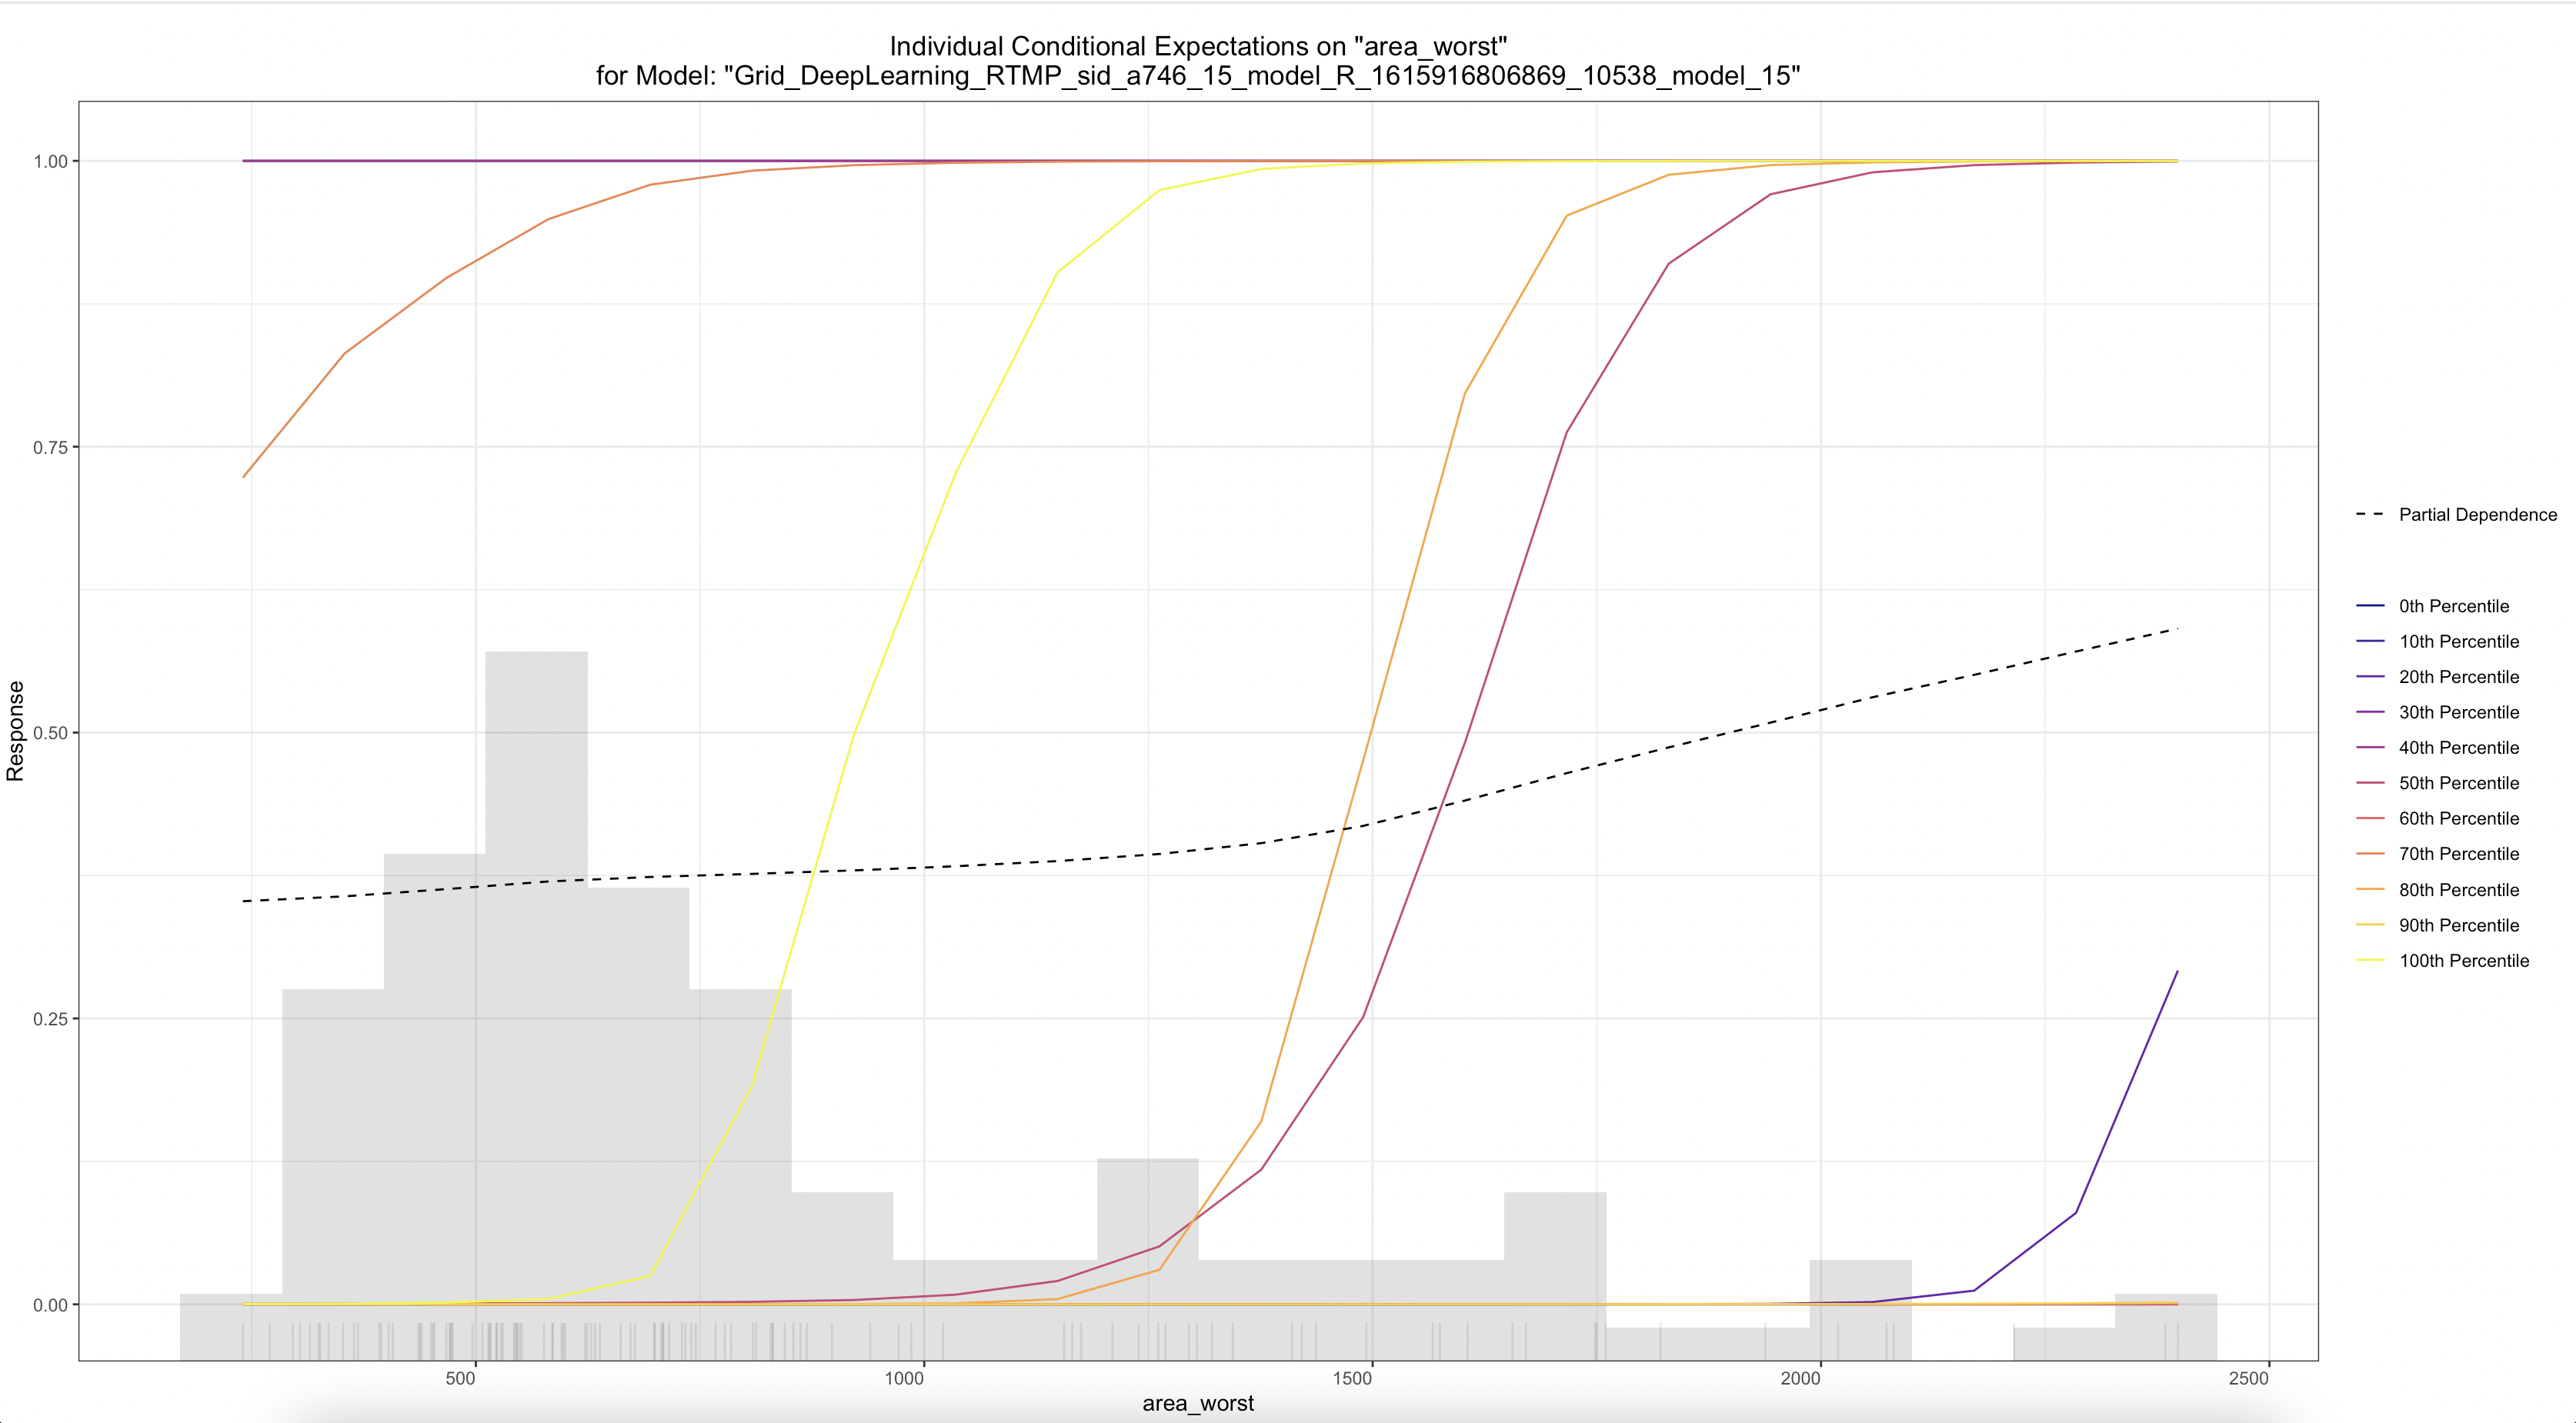 Individual Conditional Expectations on "area_worst"
for Model: "Grid_DeepLearning_RTMP_sid_a746_15_model_R_1615916806869_10538_model_15"
Response
1.00
0.75
0.50
0.25
0.00
500
1000
1500
2000
2500
area_worst
Partial Dependence
0th Percentile
10th Percentile
20th Percentile
30th Percentile
40th Percentile
50th Percentile
60th Percentile
70th Percentile
80th Percentile
90th Percentile
100th Percentile